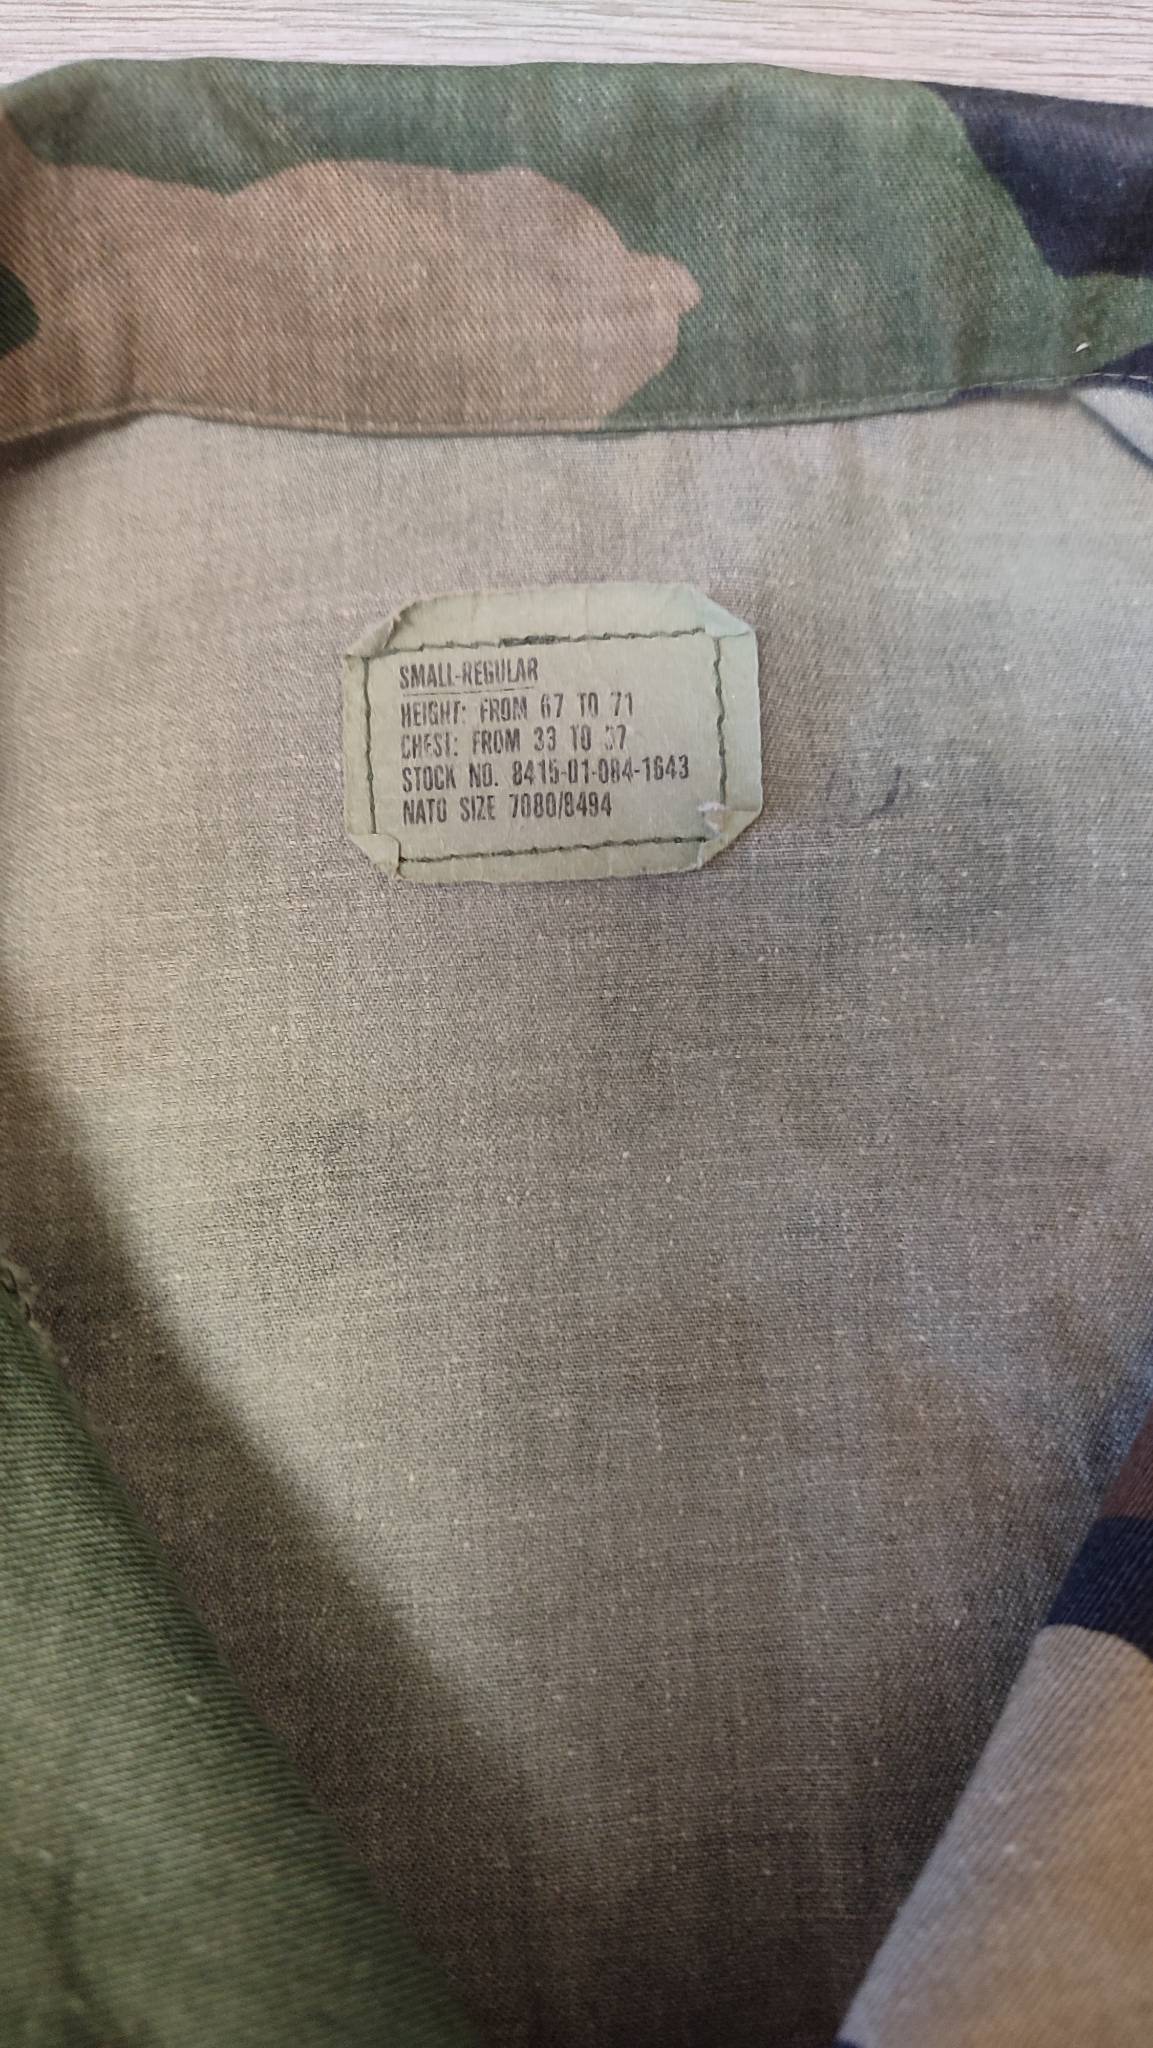 SMALL-REGULAR
HEIGHT: FROM 67 TO 71
CHEST: FROM 33 TO 37
STOCK NO. 8415-01-084-1643
NATO SIZE 7080/8494